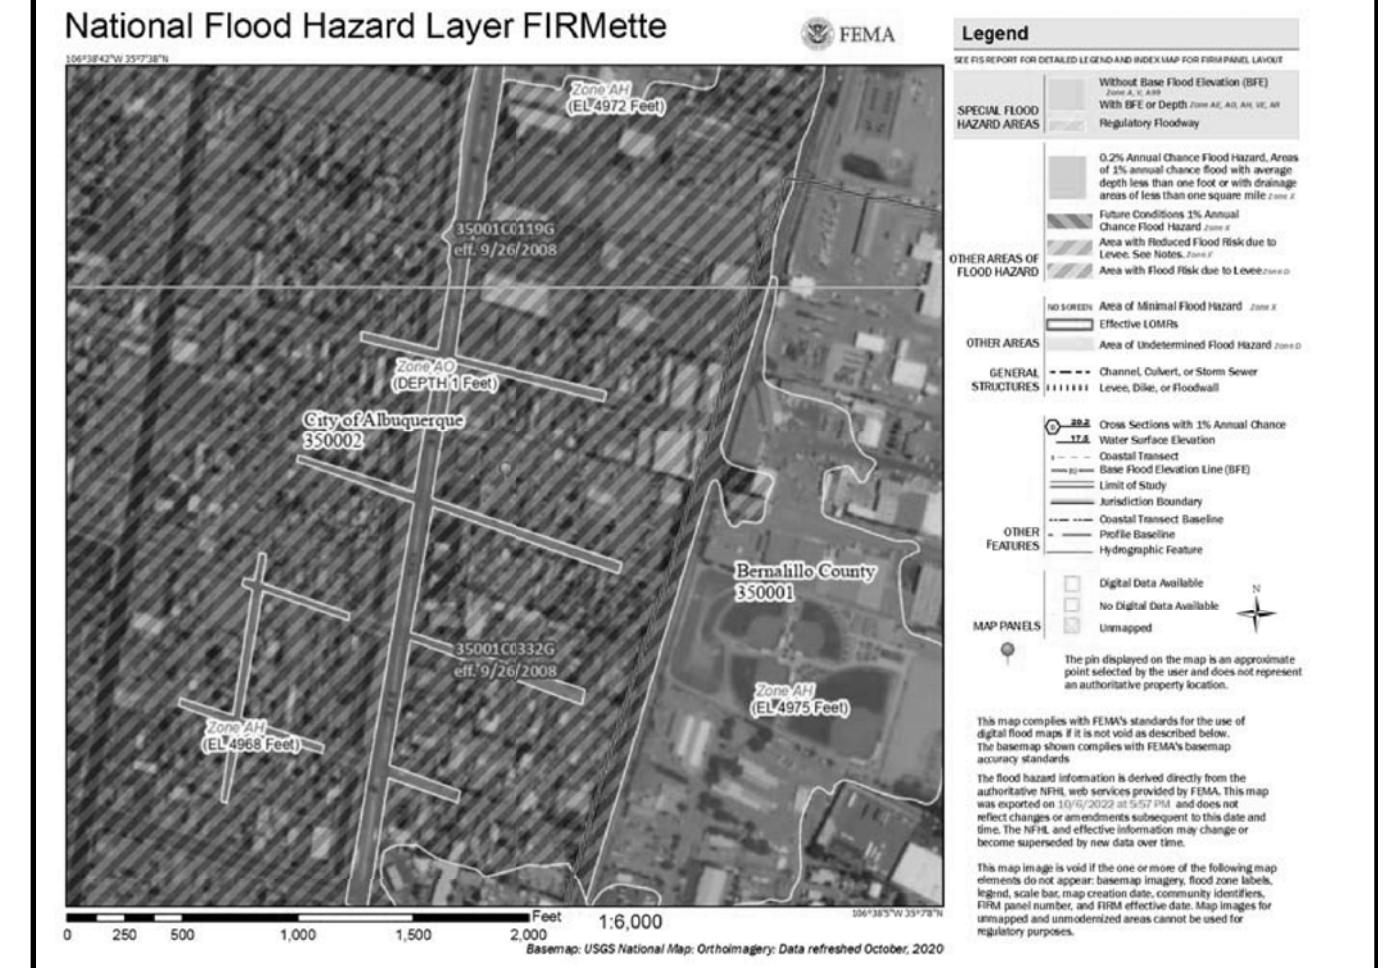 National Flood Hazard Layer FIRMette
FEMA
106°38'42"W 35°7'38"N
Zone AH
(EL 4972 Feet)
35001C0119G
eff. 9/26/2008
Zone AO
(DEPTH 1 Feet)
City of Albuquerque
350002
Bernalillo County
350001
35001C0332G
eff. 9/26/2008
Zone AH
(EL 4975 Feet)
Zone AH
(EL 4968 Feet)
Feet
1:6,000
106°38'5"W 35°7'8"N
0 250 500 1,000 1,500 2,000
Basemap: USGS National Map: Orthoimagery: Data refreshed October, 2020
Legend
SEE FIS REPORT FOR DETAILED LEGEND AND INDEX MAP FOR FIRM PANEL LAYOUT
SPECIAL FLOOD
HAZARD AREAS
Without Base Flood Elevation (BFE)
Zone A, V, A99
With BFE or Depth Zone AE, AO, AH, VE, AR
Regulatory Floodway
0.2% Annual Chance Flood Hazard, Areas
of 1% annual chance flood with average
depth less than one foot or with drainage
areas of less than one square mile Zone X
Future Conditions 1% Annual
Chance Flood Hazard Zone X
Area with Reduced Flood Risk due to
Levee. See Notes. Zone X
Area with Flood Risk due to Levee Zone D
OTHER AREAS OF
FLOOD HAZARD
NO SCREEN Area of Minimal Flood Hazard Zone X
Effective LOMRs
OTHER AREAS
Area of Undetermined Flood Hazard Zone D
GENERAL
STRUCTURES
Channel, Culvert, or Storm Sewer
Levee, Dike, or Floodwall
20.2 Cross Sections with 1% Annual Chance
17.5 Water Surface Elevation
Coastal Transect
Base Flood Elevation Line (BFE)
Limit of Study
Jurisdiction Boundary
Coastal Transect Baseline
OTHER
FEATURES
Profile Baseline
Hydrographic Feature
Digital Data Available
No Digital Data Available
Unmapped
MAP PANELS
N
The pin displayed on the map is an approximate
point selected by the user and does not represent
an authoritative property location.
This map complies with FEMA's standards for the use of
digital flood maps if it is not void as described below.
The basemap shown complies with FEMA's basemap
accuracy standards
The flood hazard information is derived directly from the
authoritative NFHL web services provided by FEMA. This map
was exported on 10/6/2022 at 5:57 PM and does not
reflect changes or amendments subsequent to this date and
time. The NFHL and effective information may change or
become superseded by new data over time.
This map image is void if the one or more of the following map
elements do not appear: basemap imagery, flood zone labels,
legend, scale bar, map creation date, community identifiers,
FIRM panel number, and FIRM effective date. Map images for
unmapped and unmodernized areas cannot be used for
regulatory purposes.